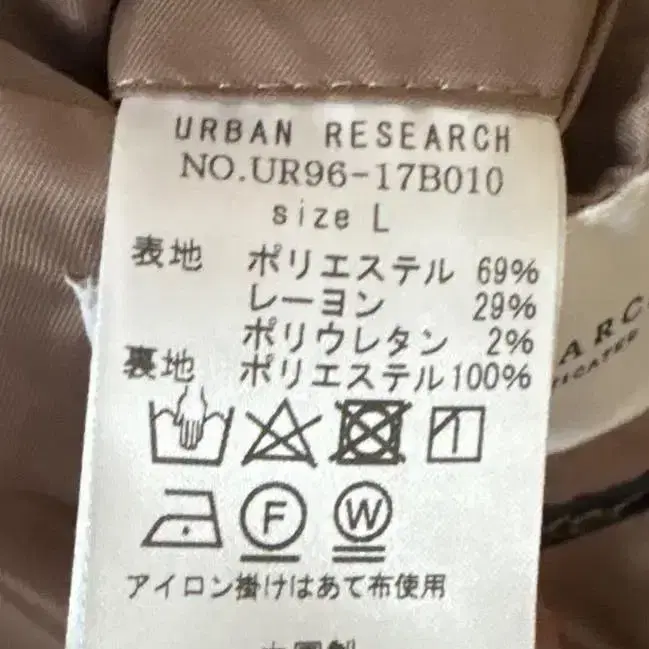 URBAN RESEARCH
NO.UR96-17B010
size L
表地 ポリエステル 69%
レーヨン 29%
ポリウレタン 2%
裏地 ポリエステル100%
F W
アイロン掛けはあて布使用
ARC
ICATED